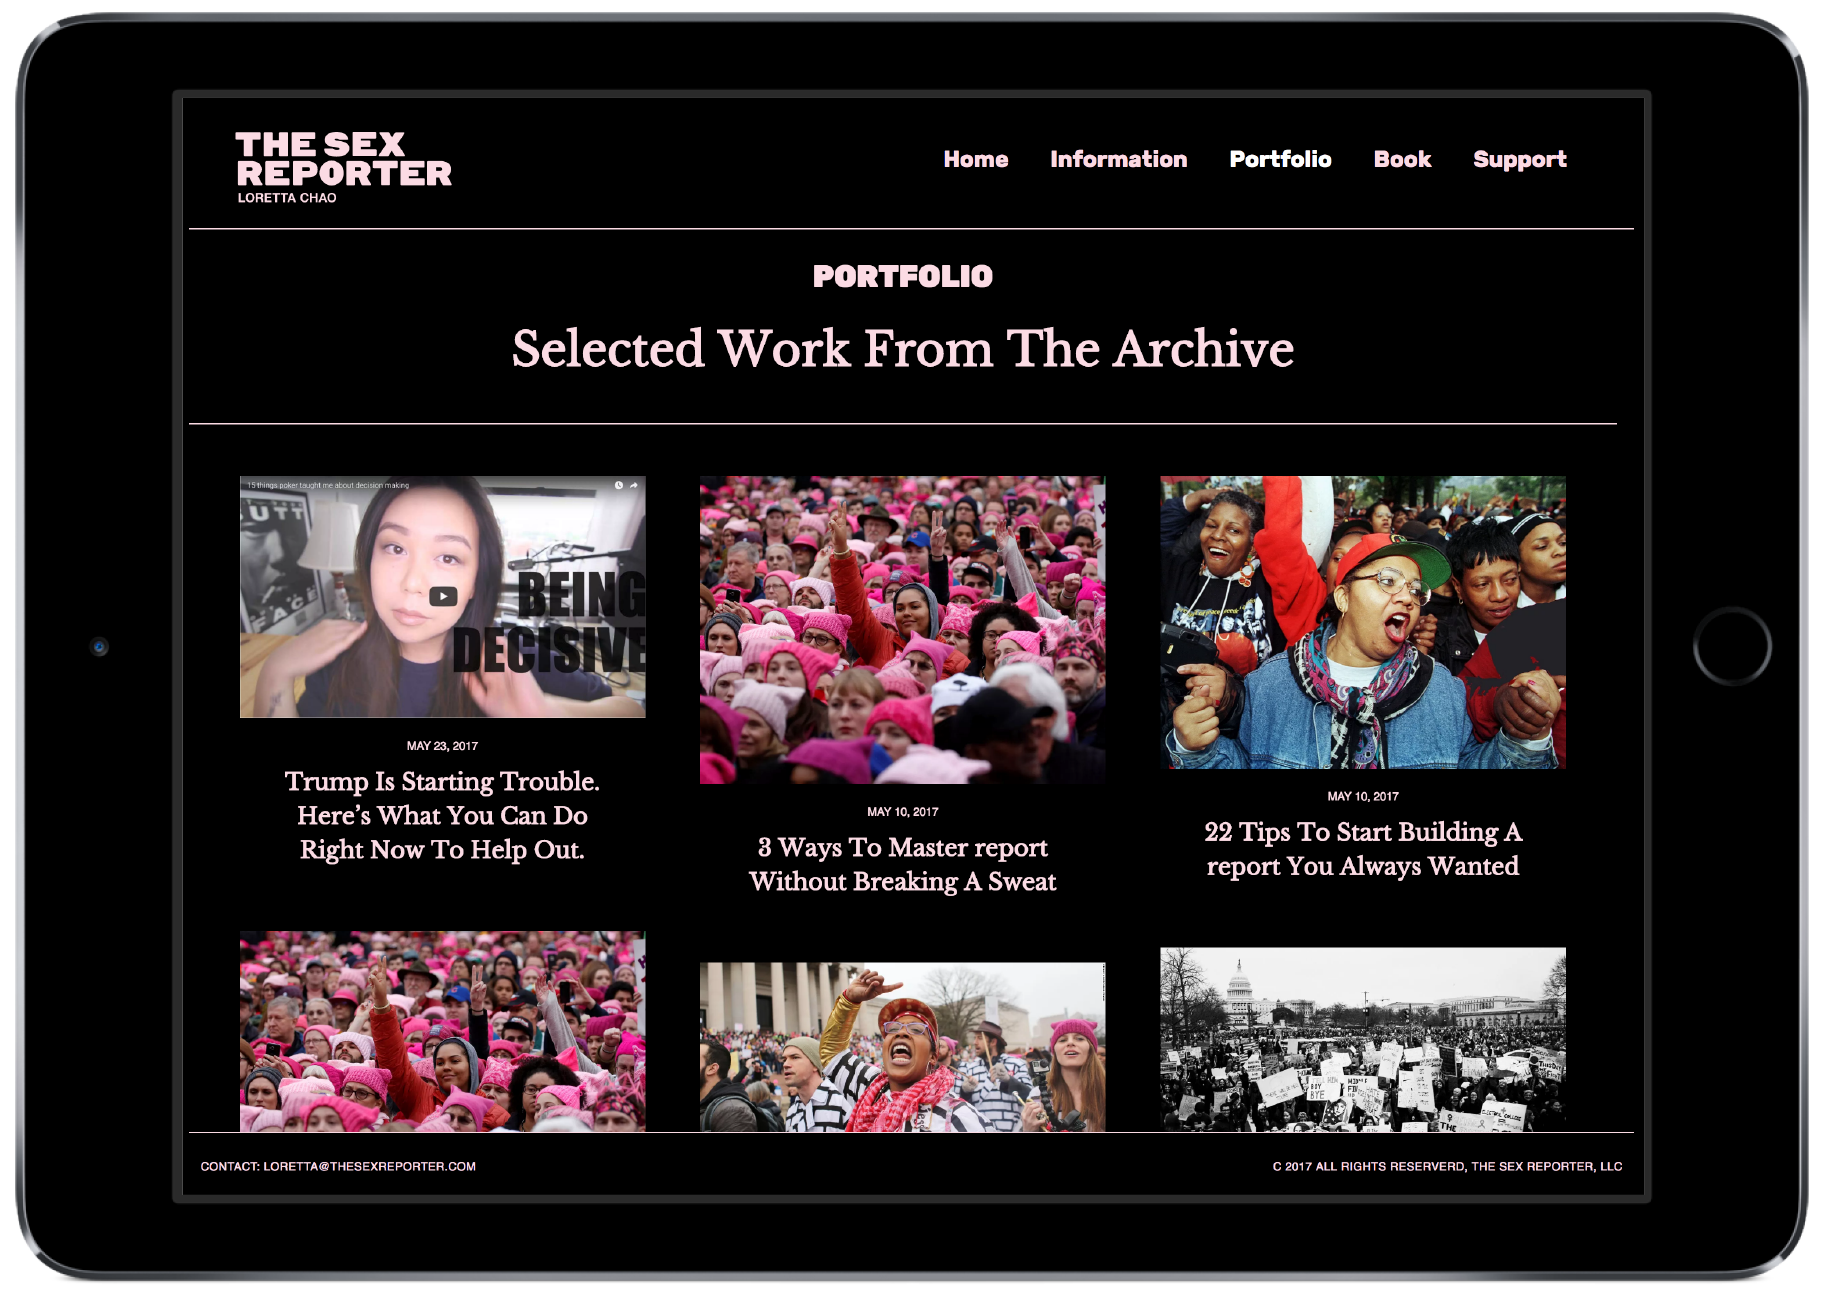 THE SEX
REPORTER
LORETTA CHAO
Home Information Portfolio Book Support
PORTFOLIO
Selected Work From The Archive
15 things poker taught me about decision making
BEING
DECISIVE
MAY 23, 2017
Trump Is Starting Trouble.
Here's What You Can Do
Right Now To Help Out.
MAY 10, 2017
3 Ways To Master report
Without Breaking A Sweat
MAY 10, 2017
22 Tips To Start Building A
report You Always Wanted
BOY
BYE
THE
CONTACT: LORETTA@THESEXREPORTER.COM
C 2017 ALL RIGHTS RESERVERD, THE SEX REPORTER, LLC